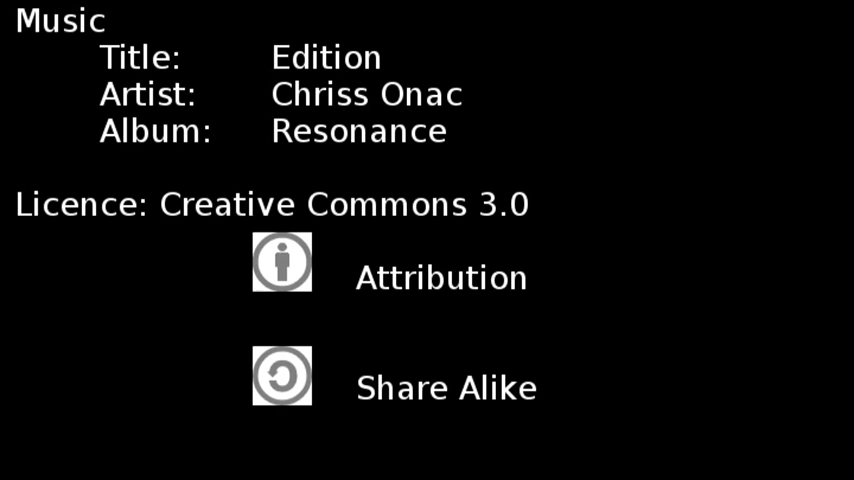 Music
Title: Edition
Artist: Chriss Onac
Album: Resonance
Licence: Creative Commons 3.0
Attribution
Share Alike